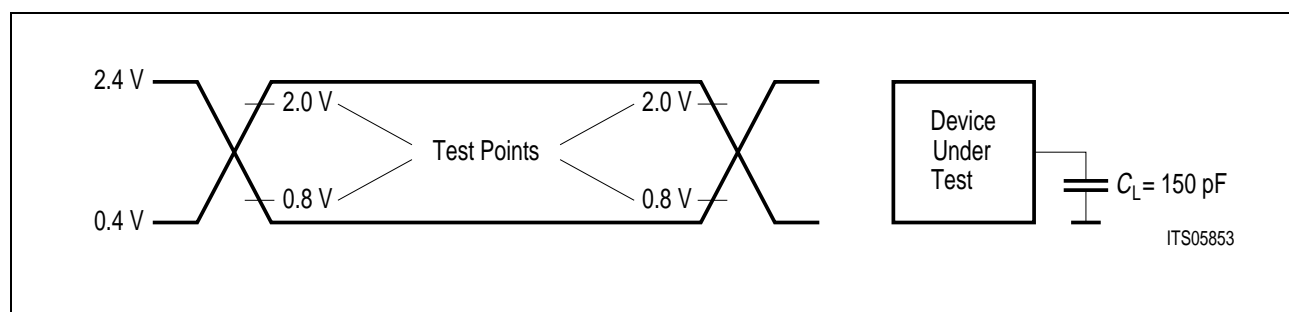 2.4 V
2.0 V
2.0 V
Test Points
0.8 V
0.8 V
0.4 V
Device
Under
Test
CL = 150 pF
ITS05853